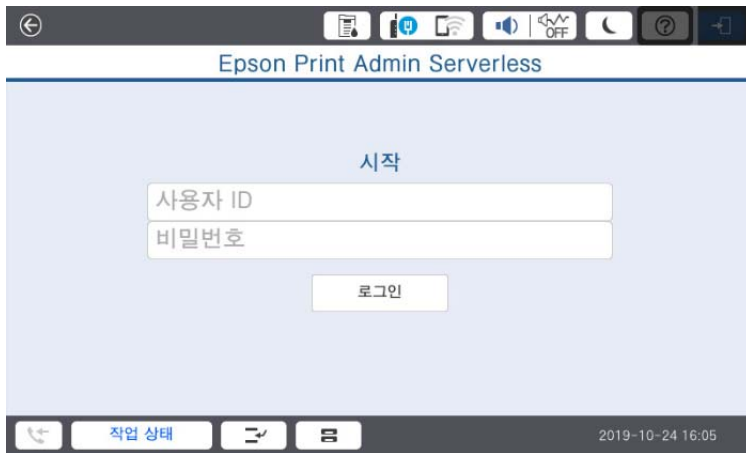 OFF
Epson Print Admin Serverless
시작
사용자 ID
비밀번호
로그인
작업 상태
2019-10-24 16:05